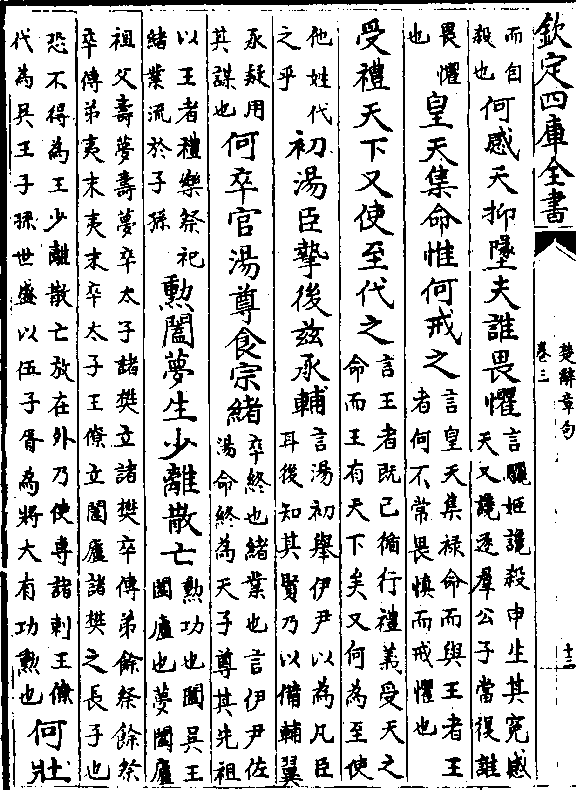 欽定四庫全書
楚辭章句
卷三
十三
而自
殺也
何感天抑墜夫誰畏懼
言驪姬讒殺申生其冤感
天又讒逐羣公子當復誰
畏懼
也
皇天集命惟何戒之
言皇天集祿命而與王者王
者何不常畏慎而戒懼也
受禮天下又使至代之
言王者既已循行禮義受天之
命而王有天下矣又何為至使
他姓代
之乎
初湯臣摯後兹承輔
言湯初舉伊尹以為凡臣
耳後知其賢乃以備輔翼
承疑用
其謀也
何卒官湯尊食宗緒
卒終也緒業也言伊尹佐
湯命終為天子尊其先祖
以王者禮樂祭祀
緒業流於子孫
勲闔夢生少離散亡
勲功也闔吳王
闔廬也夢闔廬
祖父壽夢壽夢卒太子諸樊立諸樊卒傳弟餘祭餘祭
卒傳弟夷末夷末卒太子王僚立闔廬諸樊之長子也
恐不得為王少離散亡放在外乃使專諸刺王僚
代為吳王子孫世盛以伍子胥為將大有功勲也
何壯